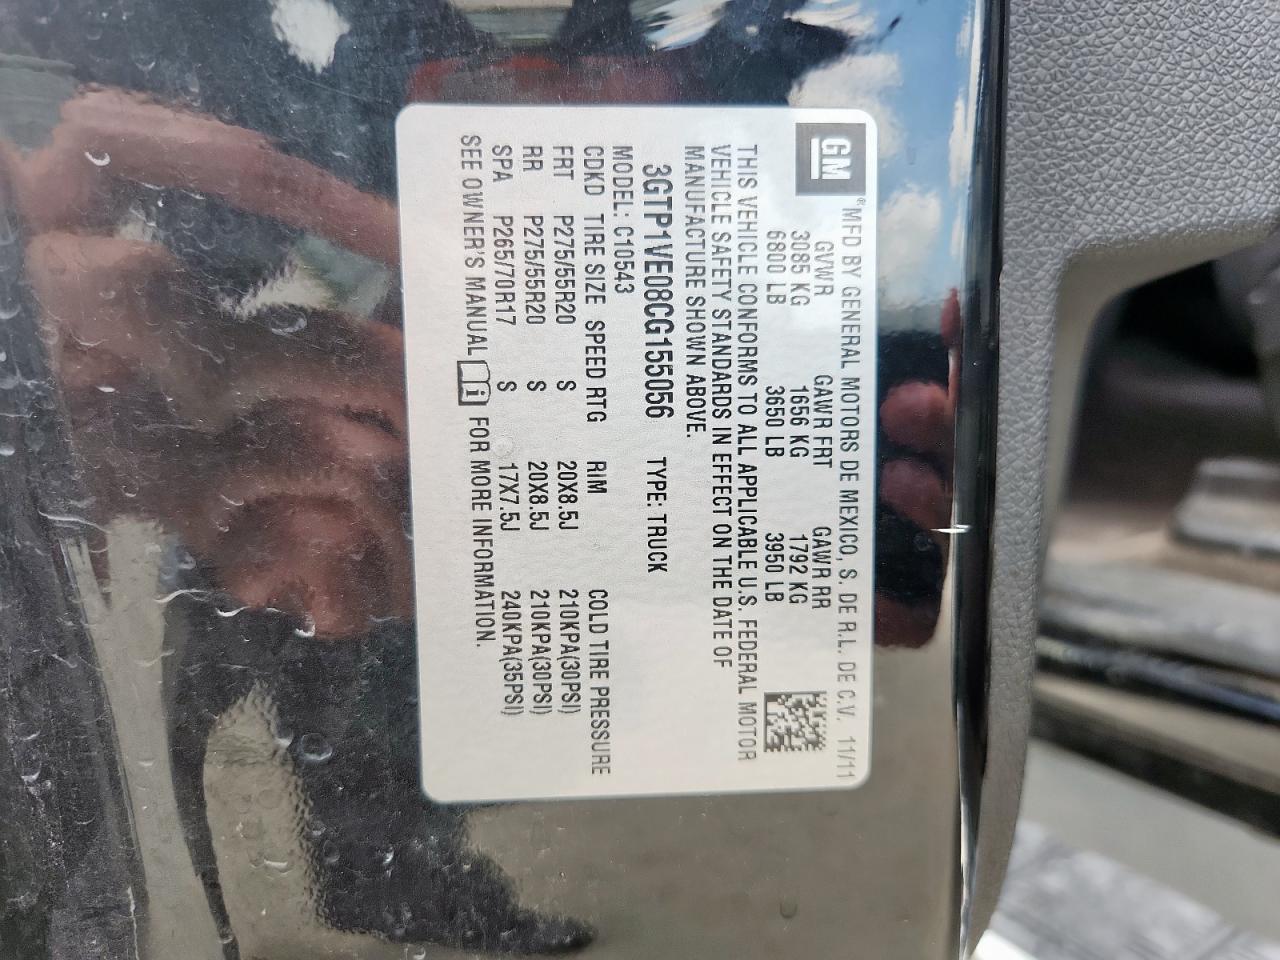 GM
® MFD BY GENERAL MOTORS DE MEXICO, S. DE R.L. DE C.V. 11/11
GVWR GAWR FRT GAWR RR
3085 KG 1656 KG 1792 KG
6800 LB 3650 LB 3950 LB
THIS VEHICLE CONFORMS TO ALL APPLICABLE U.S. FEDERAL MOTOR
VEHICLE SAFETY STANDARDS IN EFFECT ON THE DATE OF
MANUFACTURE SHOWN ABOVE.
3GTP1VE08CG155056 TYPE: TRUCK
MODEL: C10543
CDKD TIRE SIZE SPEED RTG RIM COLD TIRE PRESSURE
FRT P275/55R20 S 20X8.5J 210KPA(30PSI)
RR P275/55R20 S 20X8.5J 210KPA(30PSI)
SPA P265/70R17 S 17X7.5J 240KPA(35PSI)
SEE OWNER'S MANUAL i FOR MORE INFORMATION.